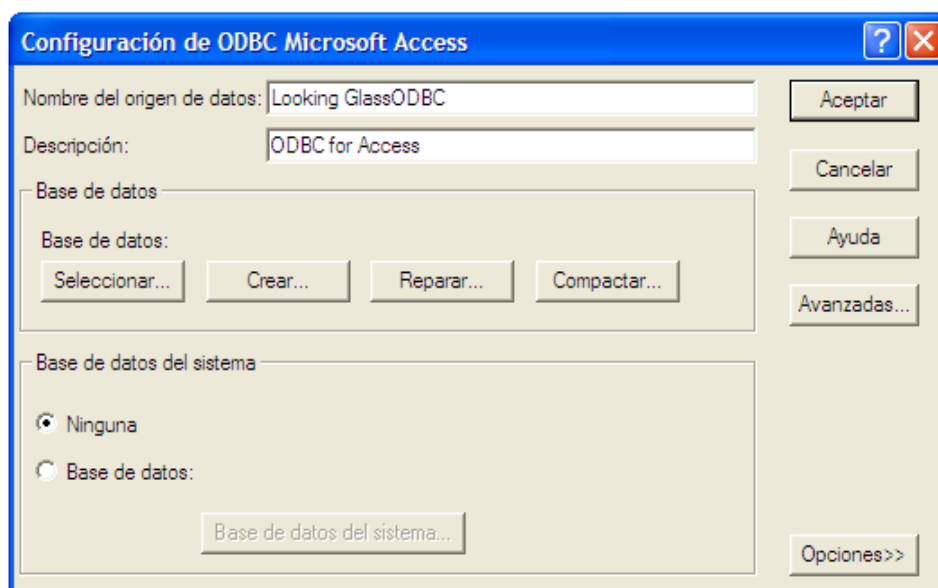 Configuración de ODBC Microsoft Access
Nombre del origen de datos: Looking GlassODBC
Descripción: ODBC for Access
Aceptar
Cancelar
Ayuda
Avanzadas...
Base de datos
Base de datos:
Seleccionar... Crear... Reparar... Compactar...
Base de datos del sistema
Ninguna
Base de datos:
Base de datos del sistema...
Opciones>>